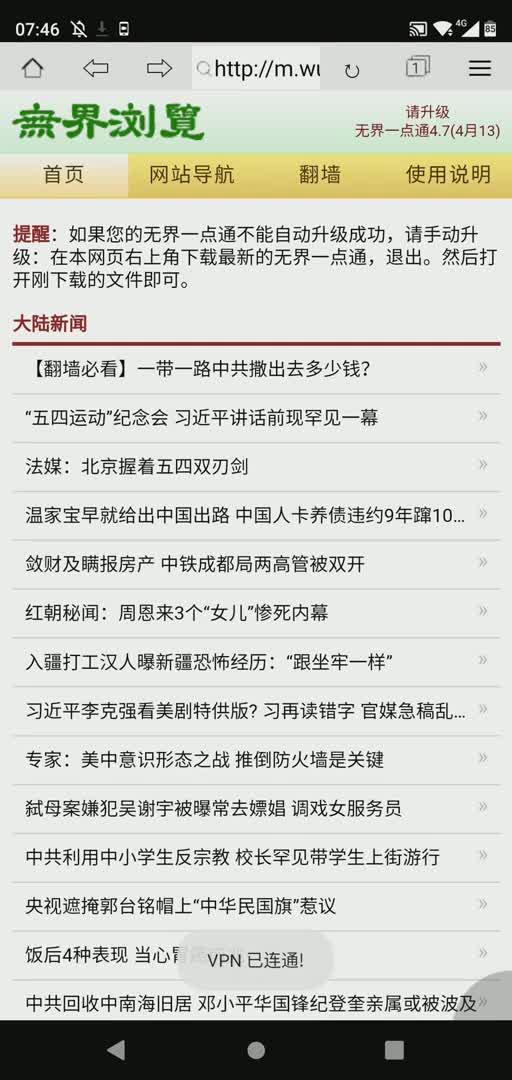 07:46
4G
85
http://m.wu
1
無界浏覽
请升级
无界一点通4.7(4月13)
首页 网站导航 翻墙 使用说明
提醒：如果您的无界一点通不能自动升级成功，请手动升
级：在本网页右上角下载最新的无界一点通，退出。然后打
开刚下载的文件即可。
大陆新闻
【翻墙必看】一带一路中共撒出去多少钱？
“五四运动”纪念会 习近平讲话前现罕见一幕
法媒：北京握着五四双刃剑
温家宝早就给出中国出路 中国人卡养债违约9年蹿10...
敛财及瞒报房产 中铁成都局两高管被双开
红朝秘闻：周恩来3个“女儿”惨死内幕
入疆打工汉人曝新疆恐怖经历：“跟坐牢一样”
习近平李克强看美剧特供版? 习再读错字 官媒急稿乱...
专家：美中意识形态之战 推倒防火墙是关键
弑母案嫌犯吴谢宇被曝常去嫖娼 调戏女服务员
中共利用中小学生反宗教 校长罕见带学生上街游行
央视遮掩郭台铭帽上“中华民国旗”惹议
饭后4种表现 当心胃
VPN 已连通!
中共回收中南海旧居 邓小平华国锋纪登奎亲属或被波及